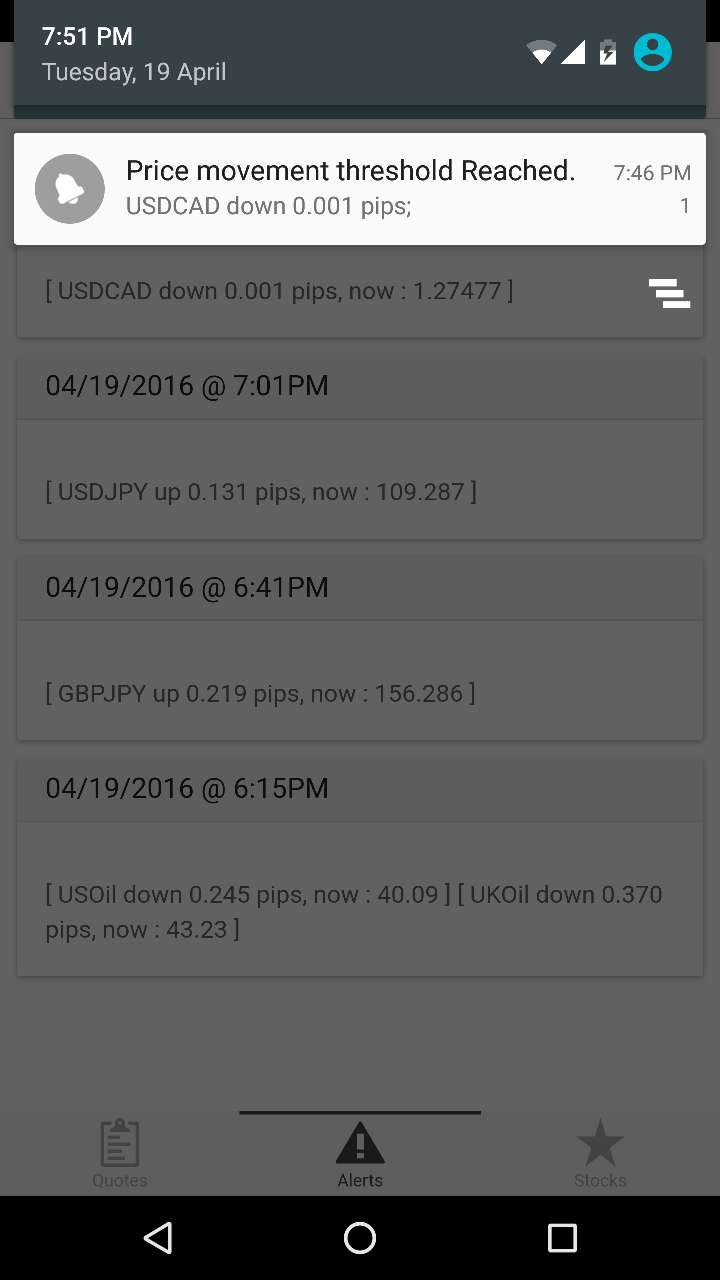 7:51 PM
Tuesday, 19 April
Price movement threshold Reached. 7:46 PM
USDCAD down 0.001 pips; 1
[ USDCAD down 0.001 pips, now : 1.27477 ]
04/19/2016 @ 7:01PM
[ USDJPY up 0.131 pips, now : 109.287 ]
04/19/2016 @ 6:41PM
[ GBPJPY up 0.219 pips, now : 156.286 ]
04/19/2016 @ 6:15PM
[ USOil down 0.245 pips, now : 40.09 ] [ UKOil down 0.370
pips, now : 43.23 ]
Quotes Alerts Stocks